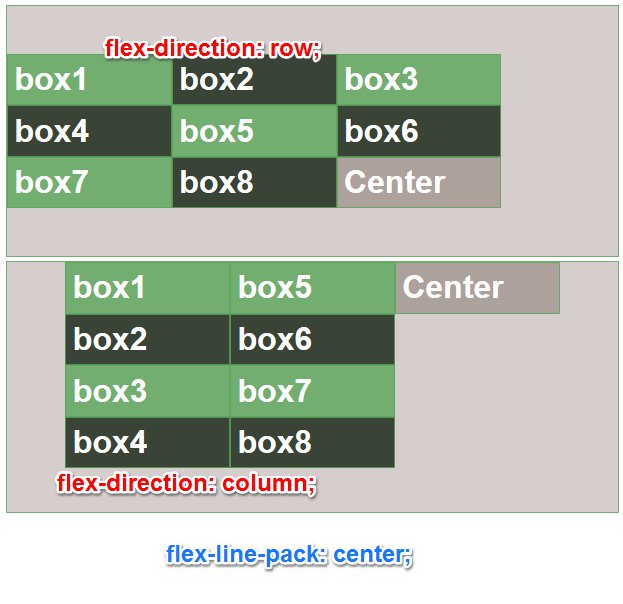 flex-direction: row;
box1 box2 box3
box4 box5 box6
box7 box8 Center
box1 box5 Center
box2 box6
box3 box7
box4 box8
flex-direction: column;
flex-line-pack: center;